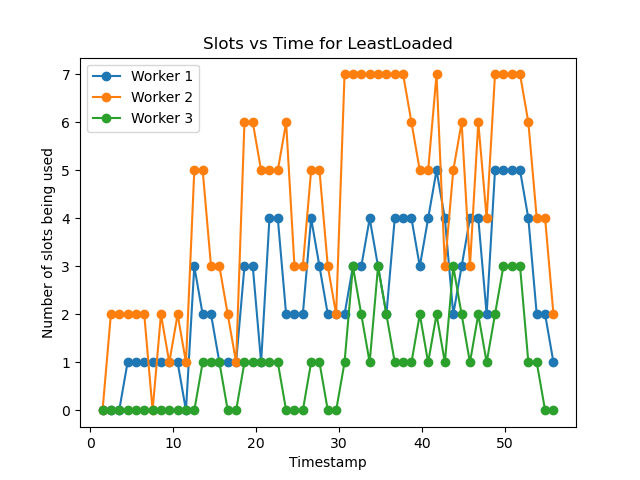 Slots vs Time for LeastLoaded
Worker 1
Worker 2
Worker 3
Number of slots being used
7
6
5
4
3
2
1
0
0 10 20 30 40 50
Timestamp